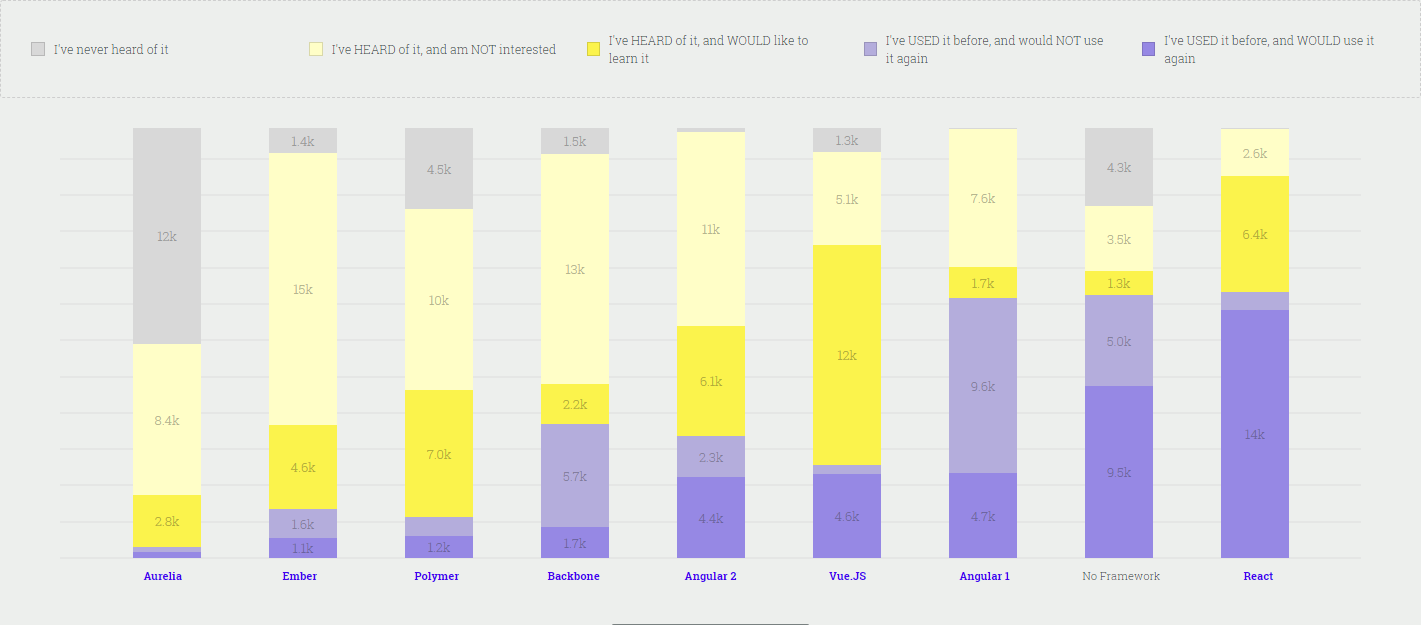 I've never heard of it
I've HEARD of it, and am NOT interested
I've HEARD of it, and WOULD like to
learn it
I've USED it before, and would NOT use
it again
I've USED it before, and WOULD use it
again
12k
8.4k
2.8k
1.4k
15k
4.6k
1.6k
1.1k
4.5k
10k
7.0k
1.2k
1.5k
13k
2.2k
5.7k
1.7k
11k
6.1k
2.3k
4.4k
1.3k
5.1k
12k
4.6k
7.6k
1.7k
9.6k
4.7k
4.3k
3.5k
1.3k
5.0k
9.5k
2.6k
6.4k
14k
Aurelia
Ember
Polymer
Backbone
Angular 2
Vue.JS
Angular 1
No Framework
React